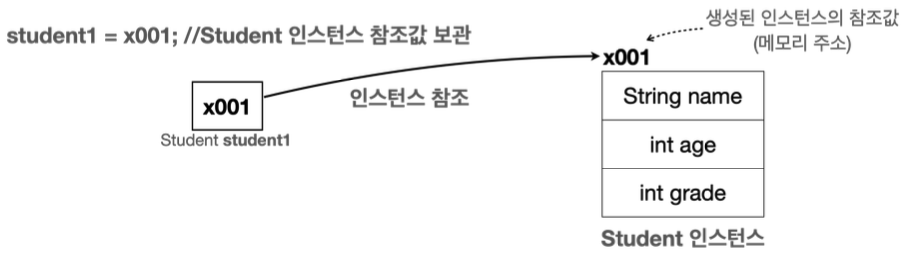 student1 = x001; //Student 인스턴스 참조값 보관
생성된 인스턴스의 참조값
(메모리 주소)
x001
x001
인스턴스 참조
Student student1
String name
int age
int grade
Student 인스턴스